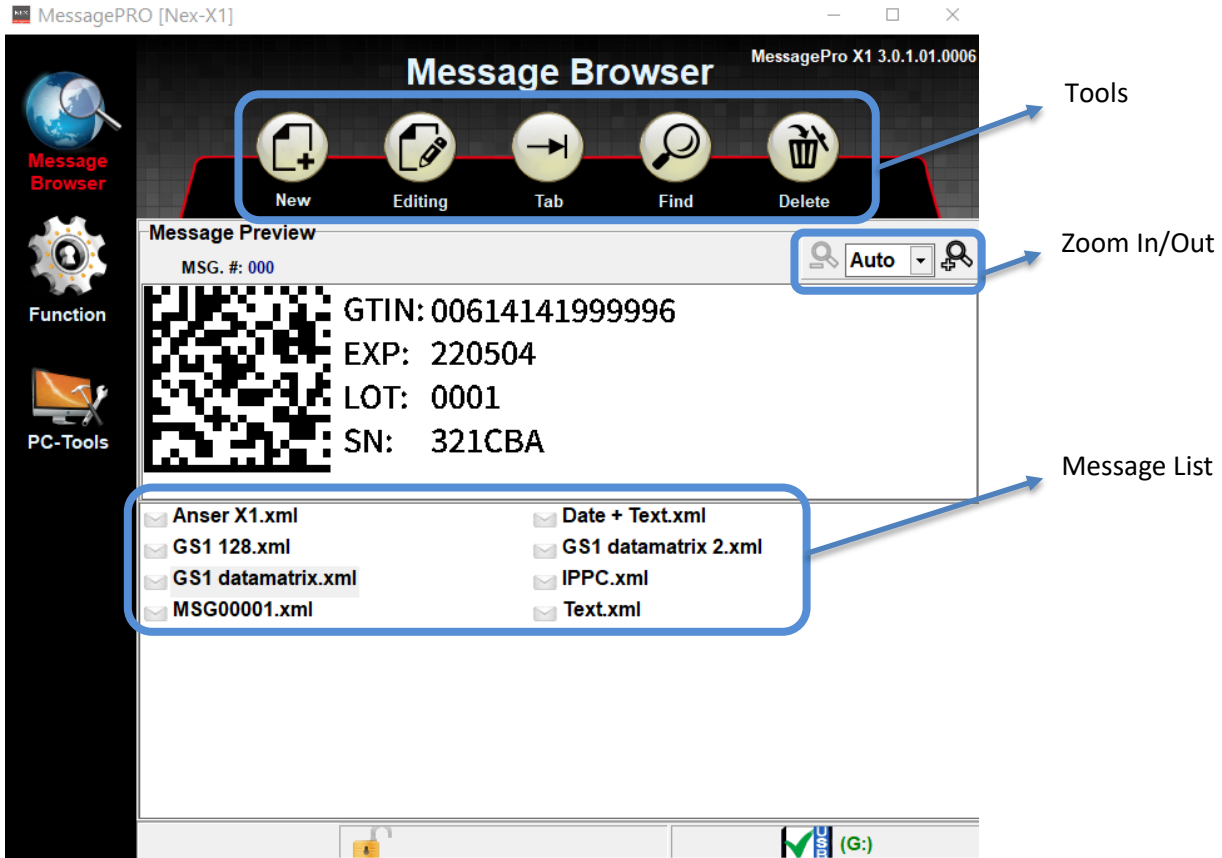 NEX
MessagePRO [Nex-X1]
Message Browser
MessagePro X1 3.0.1.01.0006
Tools
Message
Browser
New Editing Tab Find Delete
Message Preview
MSG. #: 000
Auto
Zoom In/Out
Function
GTIN: 00614141999996
EXP: 220504
LOT: 0001
SN: 321CBA
PC-Tools
Message List
Anser X1.xml Date + Text.xml
GS1 128.xml GS1 datamatrix 2.xml
GS1 datamatrix.xml IPPC.xml
MSG00001.xml Text.xml
USB (G:)